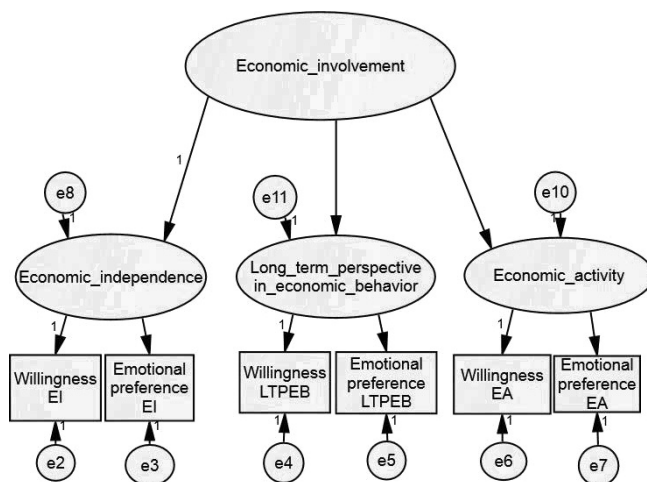 Economic_involvement
1
e8
e11
e10
1
1
1
Economic_independence
Long_term_perspective
in_economic_behavior
Economic_activity
1
1
1
Willingness
EI
Emotional
preference
EI
Willingness
LTPEB
Emotional
preference
LTPEB
Willingness
EA
Emotional
preference
EA
1
1
1
1
1
1
e2
e3
e4
e5
e6
e7